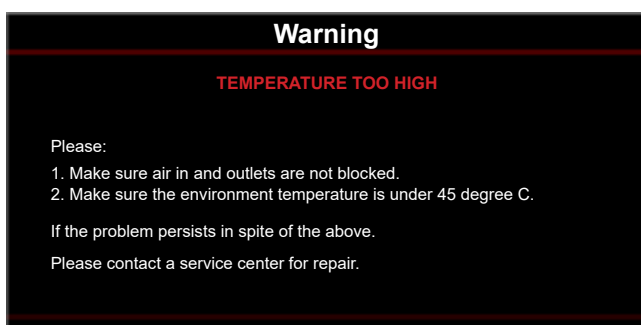 Warning
TEMPERATURE TOO HIGH
Please:
1. Make sure air in and outlets are not blocked.
2. Make sure the environment temperature is under 45 degree C.
If the problem persists in spite of the above.
Please contact a service center for repair.